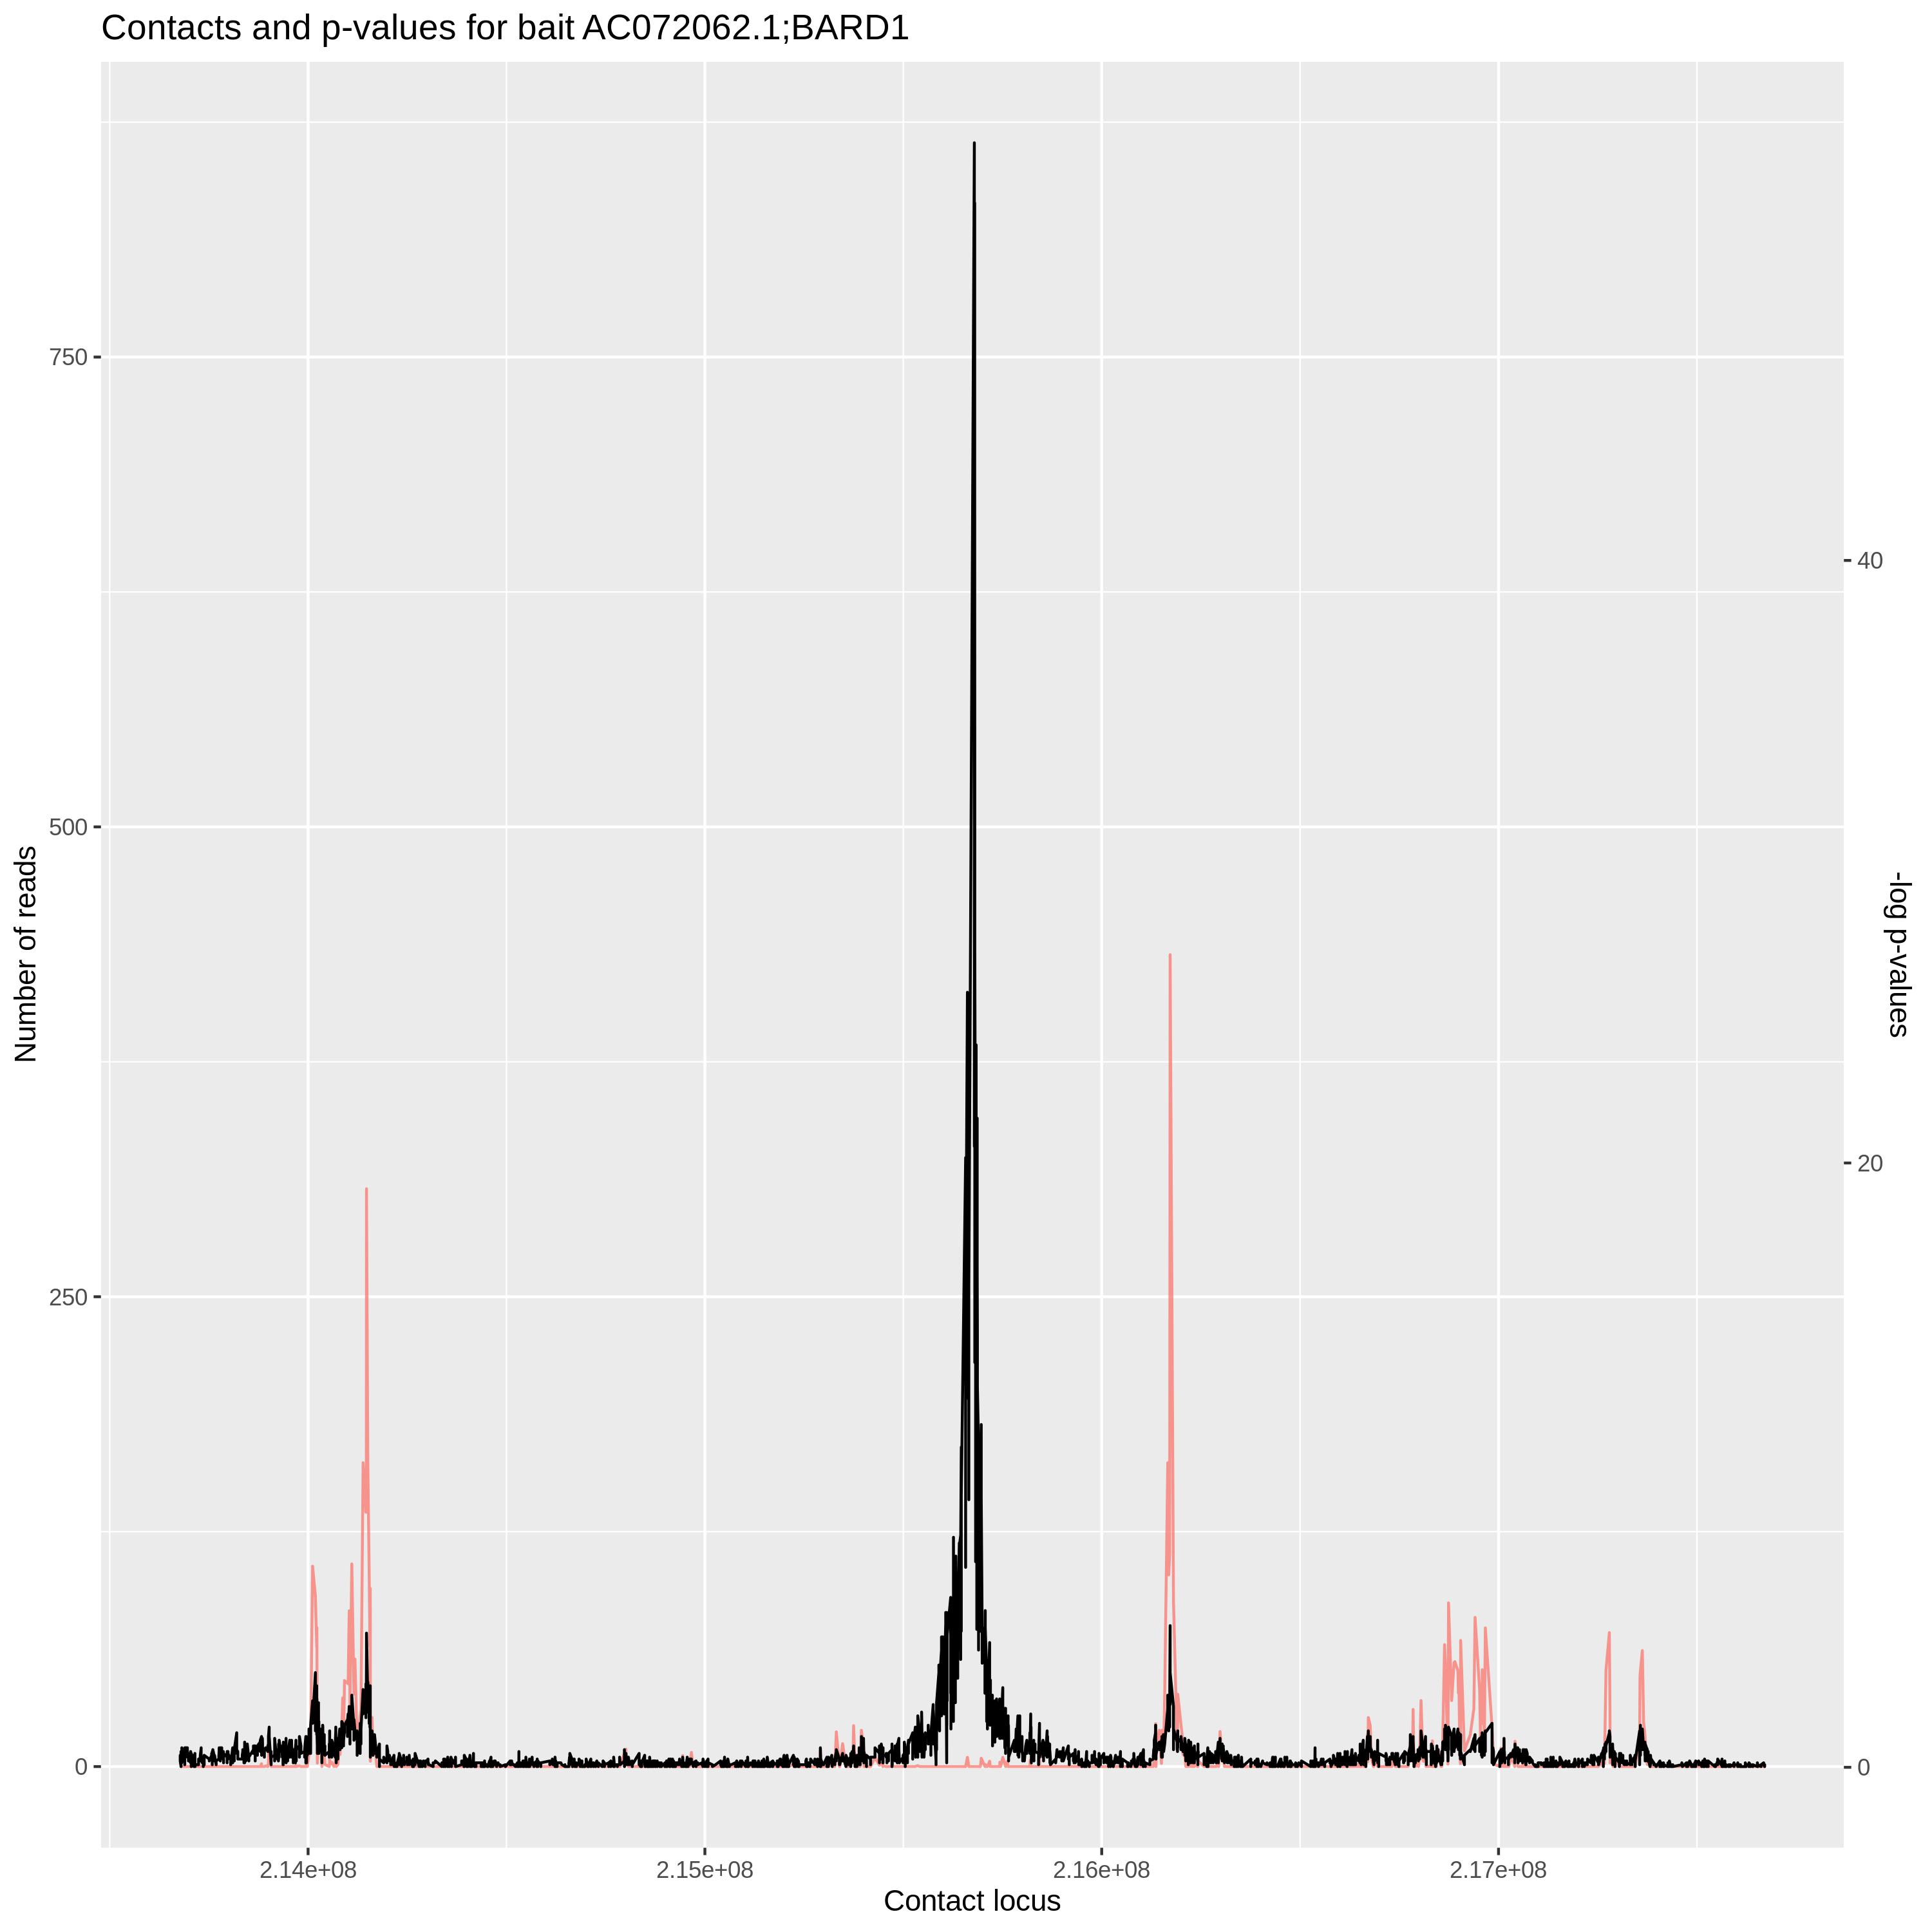 Contacts and p-values for bait AC072062.1;BARD1
750
500
250
0
Number of reads
40
20
0
-log p-values
2.14e+08
2.15e+08
2.16e+08
2.17e+08
Contact locus